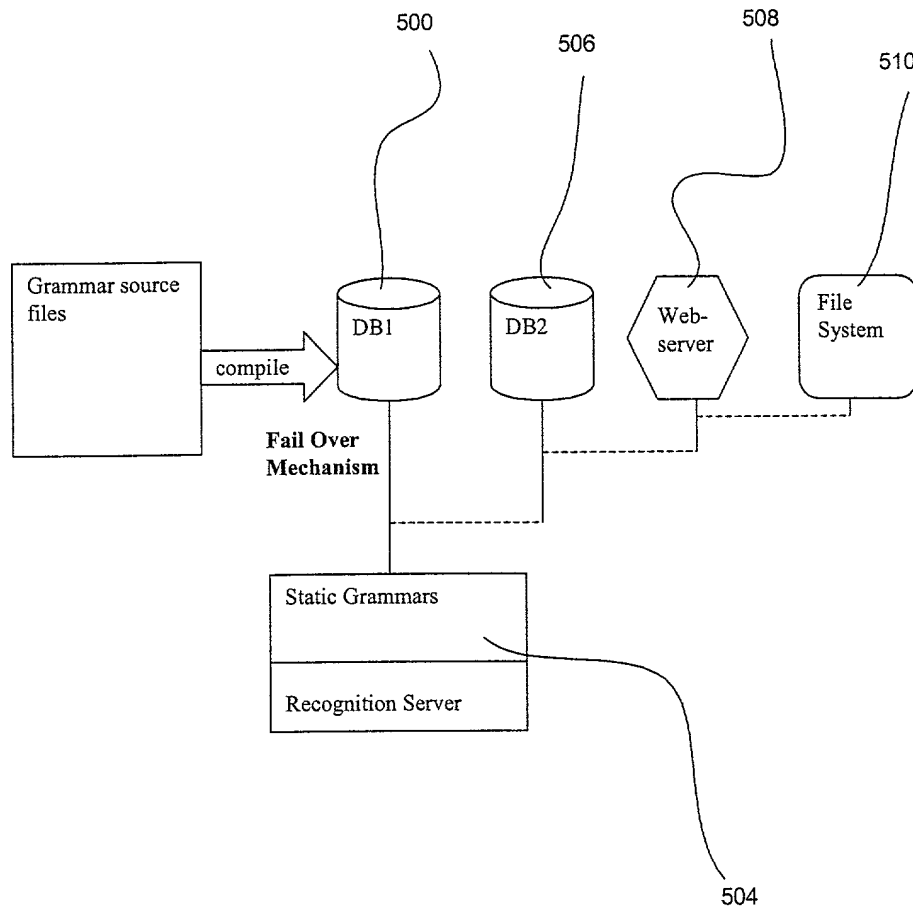 500
506
508
510
Grammar source
files
compile
DB1
DB2
Web-
server
File
System
Fail Over
Mechanism
Static Grammars
Recognition Server
504